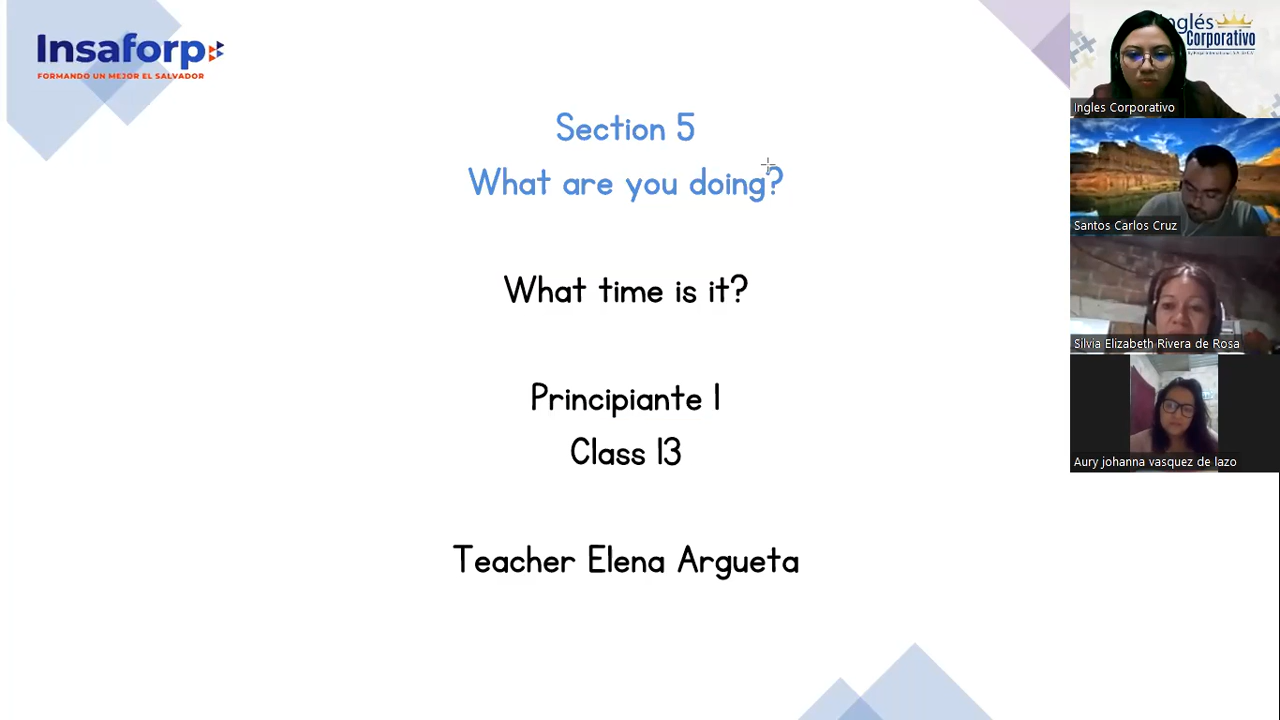 Insaforp
FORMANDO UN MEJOR EL SALVADOR
Section 5
What are you doing?
What time is it?
Principiante 1
Class 13
Teacher Elena Argueta
Inglés
Corporativo
Ingles Corporativo
Santos Carlos Cruz
Silvia Elizabeth Rivera de Rosa
Aury johanna vasquez de lazo